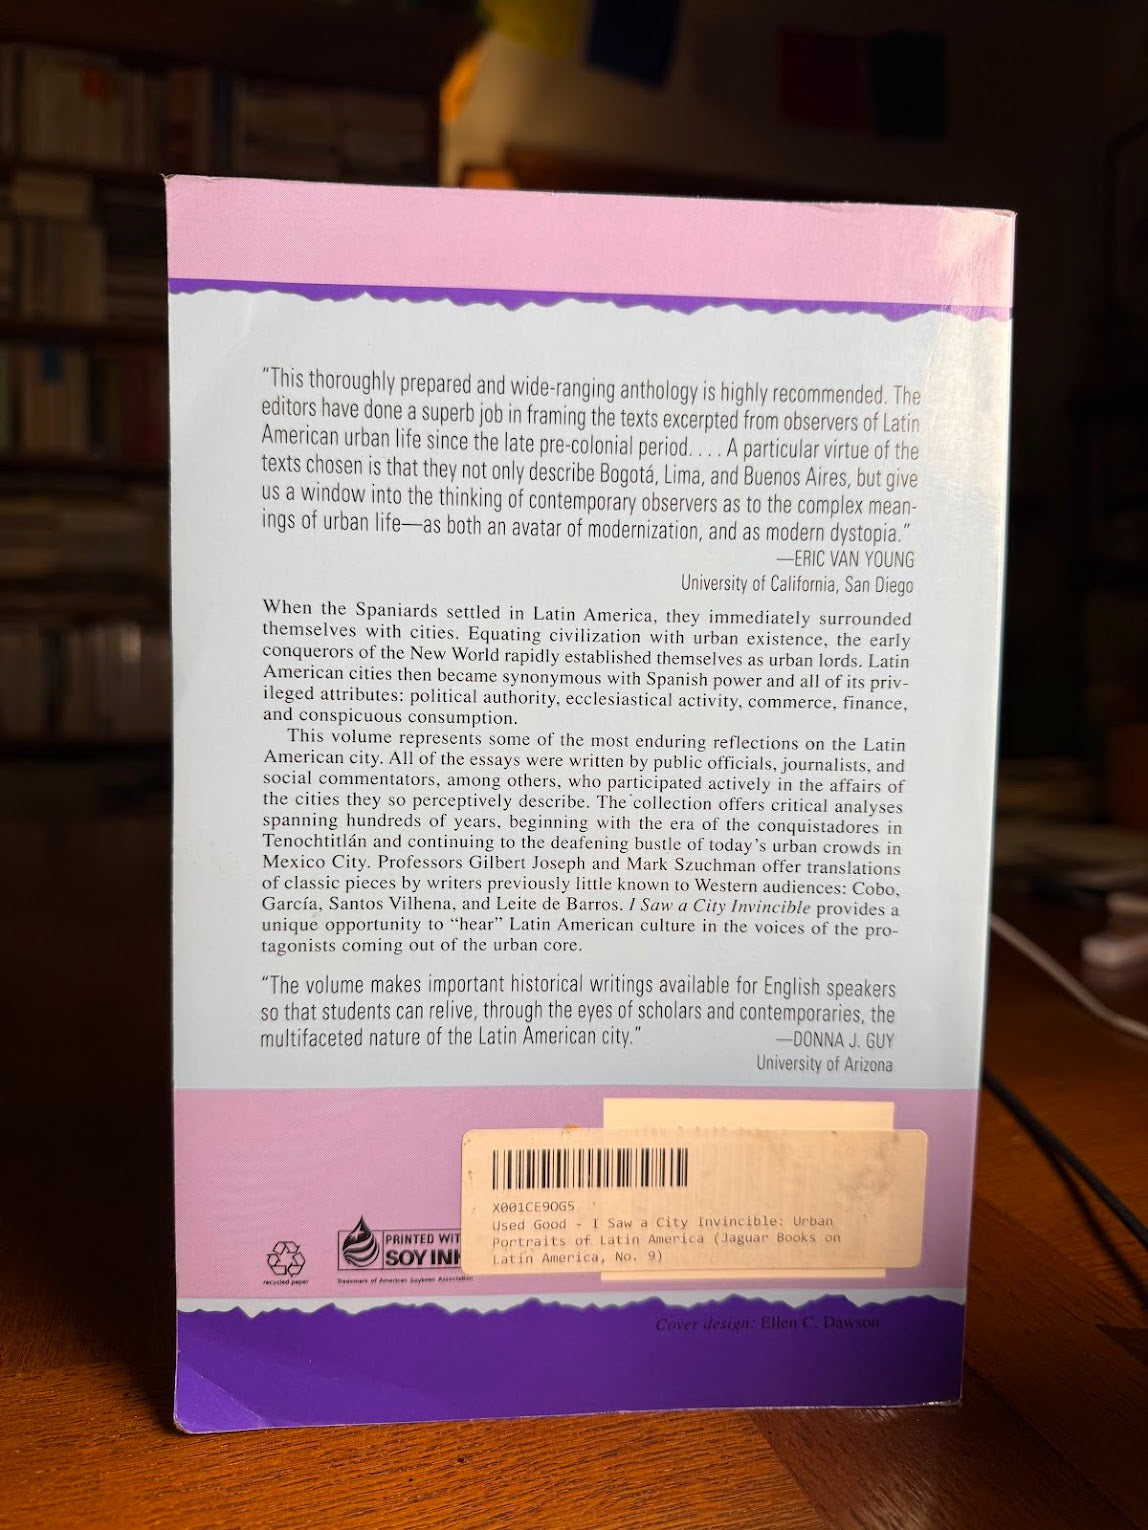 "This thoroughly prepared and wide-ranging anthology is highly recommended. The
editors have done a superb job in framing the texts excerpted from observers of Latin
American urban life since the late pre-colonial period. . . . A particular virtue of the
texts chosen is that they not only describe Bogotá, Lima, and Buenos Aires, but give
us a window into the thinking of contemporary observers as to the complex mean-
ings of urban life—as both an avatar of modernization, and as modern dystopia."
—ERIC VAN YOUNG
University of California, San Diego
When the Spaniards settled in Latin America, they immediately surrounded
themselves with cities. Equating civilization with urban existence, the early
conquerors of the New World rapidly established themselves as urban lords. Latin
American cities then became synonymous with Spanish power and all of its priv-
ileged attributes: political authority, ecclesiastical activity, commerce, finance,
and conspicuous consumption.
This volume represents some of the most enduring reflections on the Latin
American city. All of the essays were written by public officials, journalists, and
social commentators, among others, who participated actively in the affairs of
the cities they so perceptively describe. The collection offers critical analyses
spanning hundreds of years, beginning with the era of the conquistadores in
Tenochtitlán and continuing to the deafening bustle of today's urban crowds in
Mexico City. Professors Gilbert Joseph and Mark Szuchman offer translations
of classic pieces by writers previously little known to Western audiences: Cobo,
García, Santos Vilhena, and Leite de Barros. I Saw a City Invincible provides a
unique opportunity to "hear" Latin American culture in the voices of the pro-
tagonists coming out of the urban core.
"The volume makes important historical writings available for English speakers
so that students can relive, through the eyes of scholars and contemporaries, the
multifaceted nature of the Latin American city."
—DONNA J. GUY
University of Arizona
X001CE9OG5
Used Good - I Saw a City Invincible: Urban
Portraits of Latin America (Jaguar Books on
Latin America, No. 9)
recycled paper
PRINTED WIT
SOY INK
Trademark of American Soybean Association
Cover design: Ellen C. Dawson